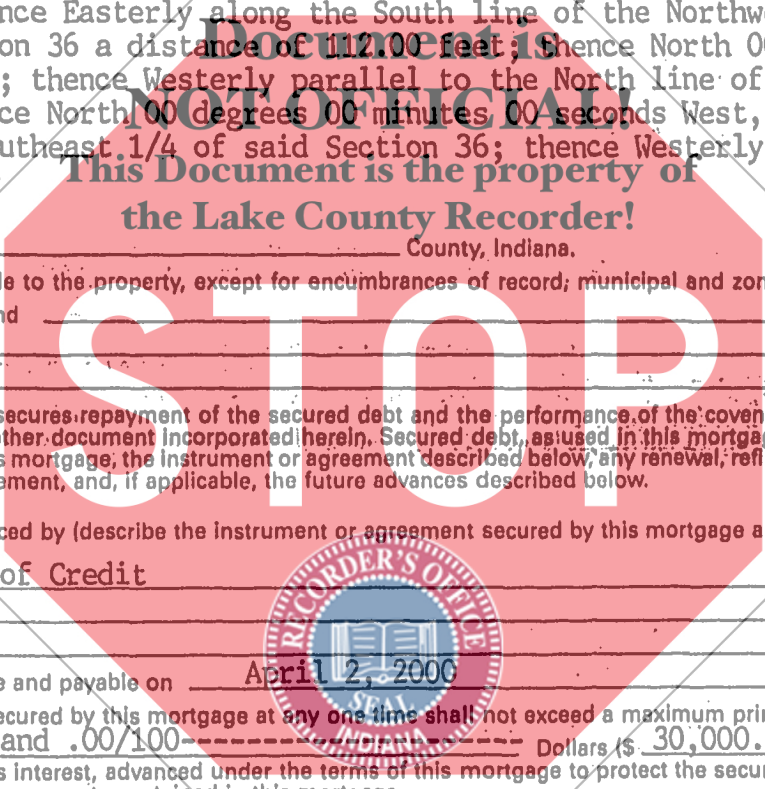 nce Easterly along the South line of the Northwe
Document is
on 36 a distance of 112.00 feet; thence North 00
; thence Westerly parallel to the North line of
NOT OFFICIAL!
ce North 00 degrees 00 minutes 00 seconds West,
utheast 1/4 of said Section 36; thence Westerly
This Document is the property of
the Lake County Recorder!
County, Indiana.
le to the property, except for encumbrances of record, municipal and zon
nd
STOP
secures repayment of the secured debt and the performance of the coven
ther document incorporated herein. Secured debt, as used in this mortga
s mortgage, the instrument or agreement described below, any renewal, refi
ement, and, if applicable, the future advances described below.
ced by (describe the instrument or agreement secured by this mortgage a
of Credit
RECORDER'S OFFICE
SEAL
INDIANA
e and payable on April 2, 2000
ecured by this mortgage at any one time shall not exceed a maximum prin
and .00/100-------------------- Dollars ($ 30,000.
s interest, advanced under the terms of this mortgage to protect the secur